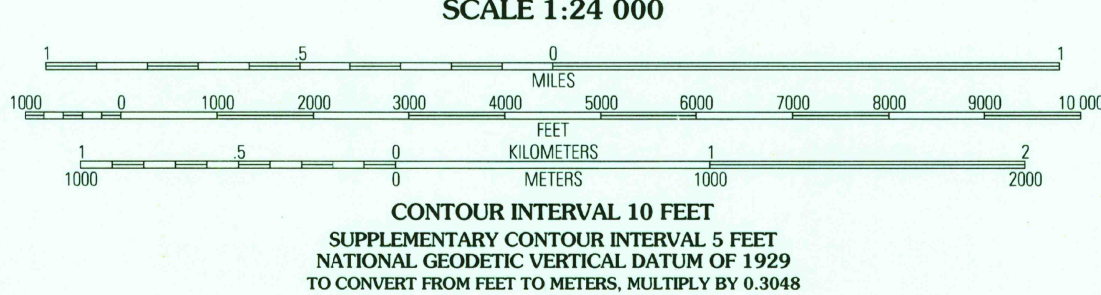 SCALE 1:24 000
1 .5 0 1
MILES
1000 0 1000 2000 3000 4000 5000 6000 7000 8000 9000 10 000
FEET
1 .5 0 KILOMETERS 1 2
1000 0 METERS 1000 2000
CONTOUR INTERVAL 10 FEET
SUPPLEMENTARY CONTOUR INTERVAL 5 FEET
NATIONAL GEODETIC VERTICAL DATUM OF 1929
TO CONVERT FROM FEET TO METERS, MULTIPLY BY 0.3048